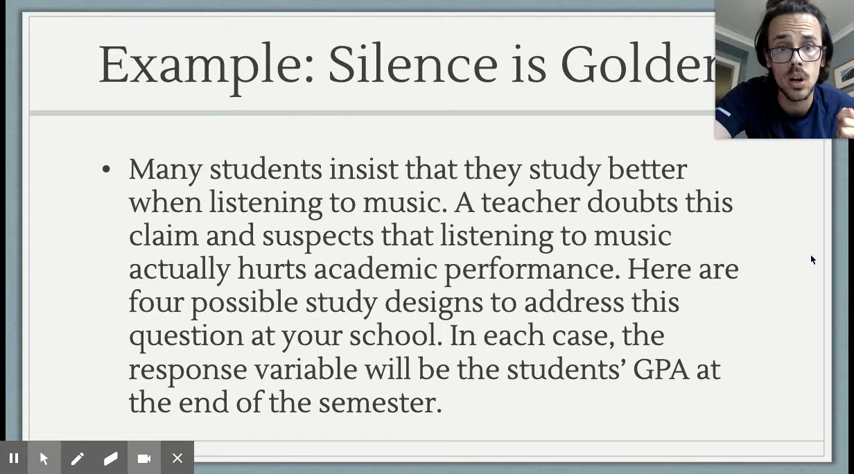 Example: Silence is Golden
• Many students insist that they study better
when listening to music. A teacher doubts this
claim and suspects that listening to music
actually hurts academic performance. Here are
four possible study designs to address this
question at your school. In each case, the
response variable will be the students’ GPA at
the end of the semester.